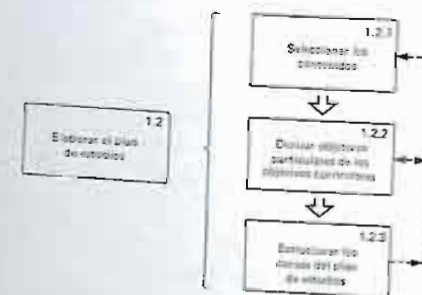 1.2
Elaborar el plan
de estudios
1.2.1
Seleccionar los
contenidos
1.2.2
Derivar objetivos
particulares de los
objetivos curriculares
1.2.3
Estructurar los
cursos del plan
de estudios